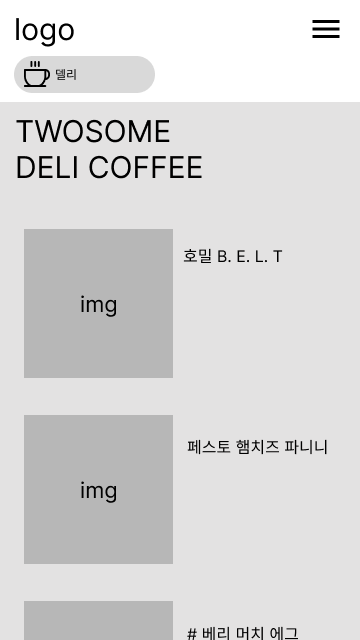 logo
델리
TWOSOME
DELI COFFEE
img
호밀 B. E. L. T
img
페스토 햄치즈 파니니
# 베리 머치 에그